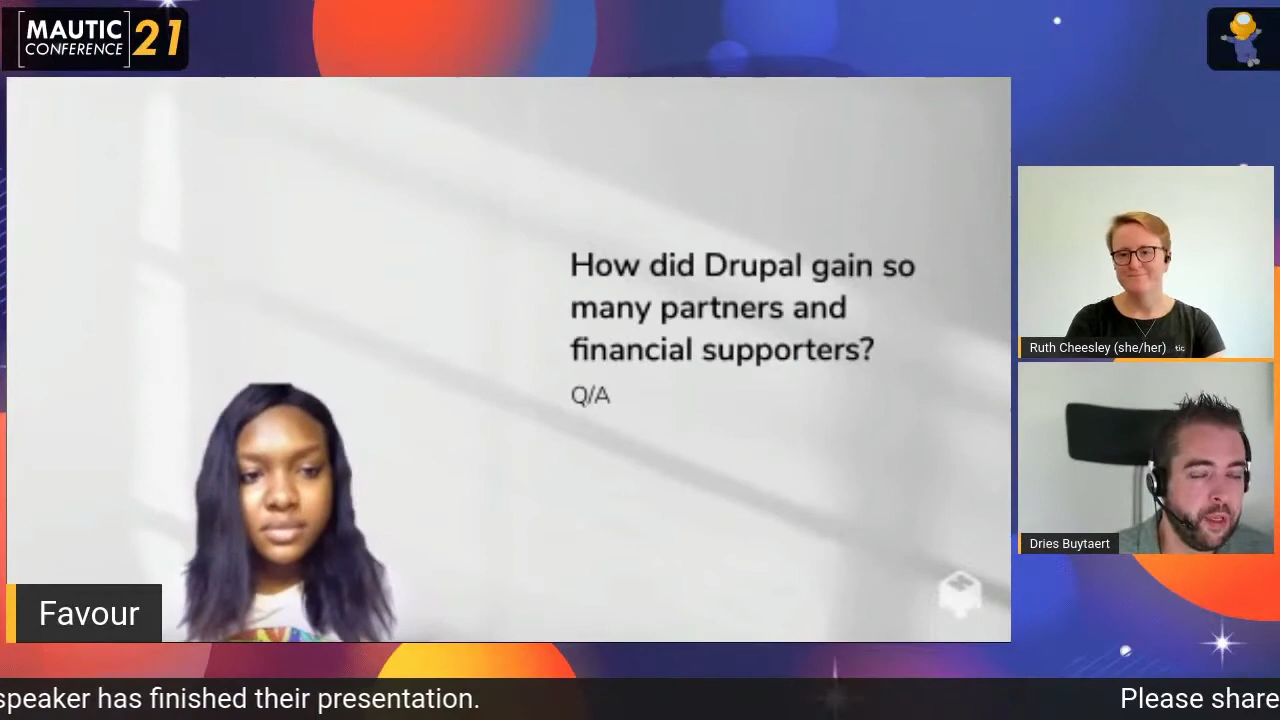 MAUTIC
CONFERENCE
21
How did Drupal gain so
many partners and
financial supporters?
Q/A
Ruth Cheesley (she/her)
tic
Dries Buytaert
Favour
speaker has finished their presentation.
Please share